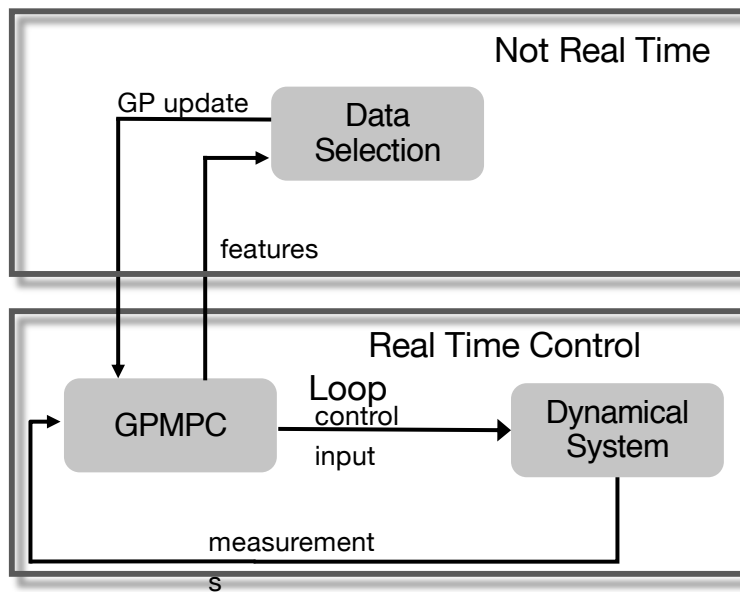 Not Real Time
GP update
Data
Selection
features
Real Time Control
Loop
GPMPC
control
input
Dynamical
System
measurement
s